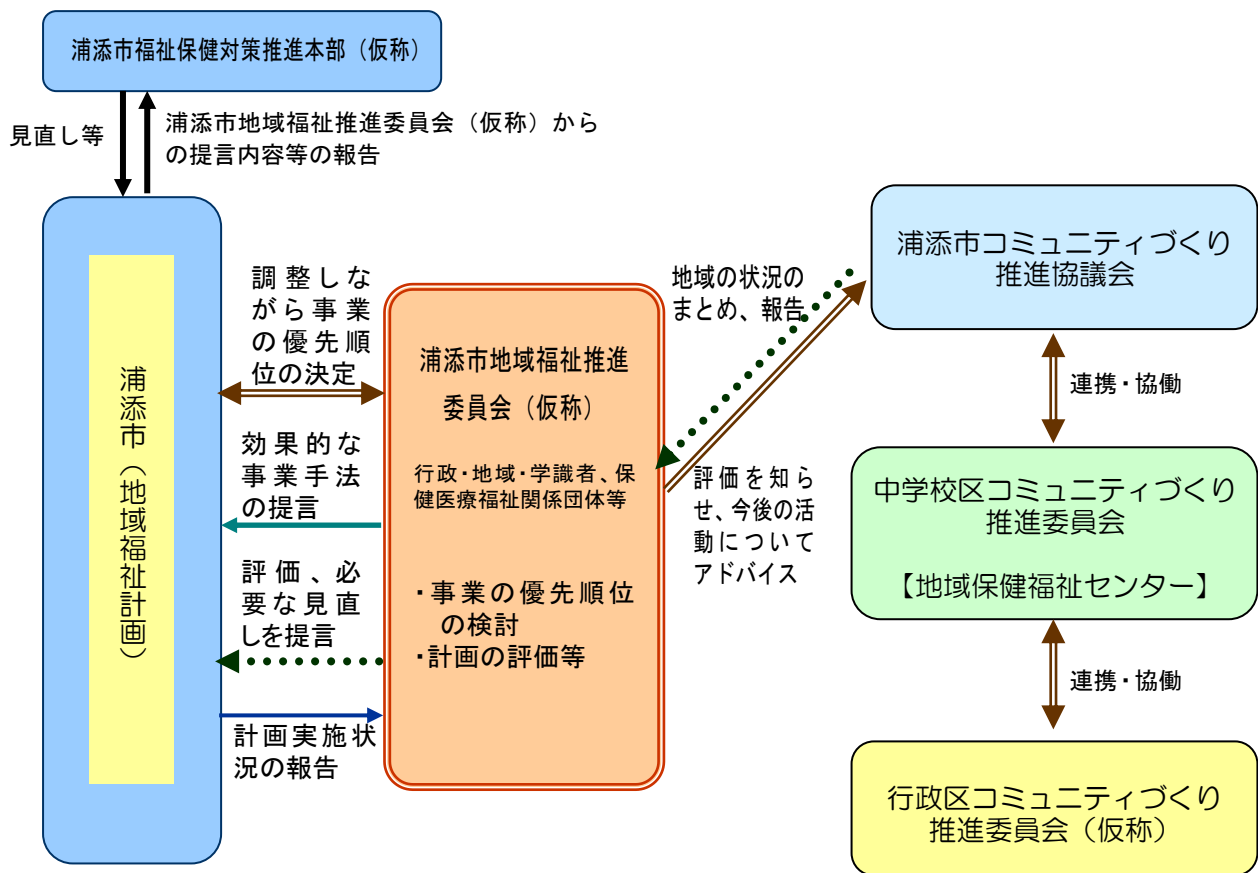 浦添市福祉保健対策推進本部（仮称）
見直し等
浦添市地域福祉推進委員会（仮称）から
の提言内容等の報告
浦添市（地域福祉計画）
調整しな
がら事業
の優先順
位の決定
効果的な
事業手法
の提言
評価、必
要な見直
しを提言
計画実施状
況の報告
浦添市地域福祉推進
委員会（仮称）
行政・地域・学識者、保
健医療福祉関係団体等
・事業の優先順位
の検討
・計画の評価等
地域の状況の
まとめ、報告
評価を知ら
せ、今後の活
動について
アドバイス
浦添市コミュニティづくり
推進協議会
連携・協働
中学校区コミュニティづくり
推進委員会
【地域保健福祉センター】
連携・協働
行政区コミュニティづくり
推進委員会（仮称）